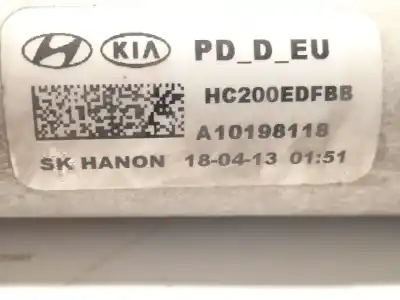 KIA PD_D_EU
HC200EDFBB
A10198118
SK HANON 18-04-13 01:51